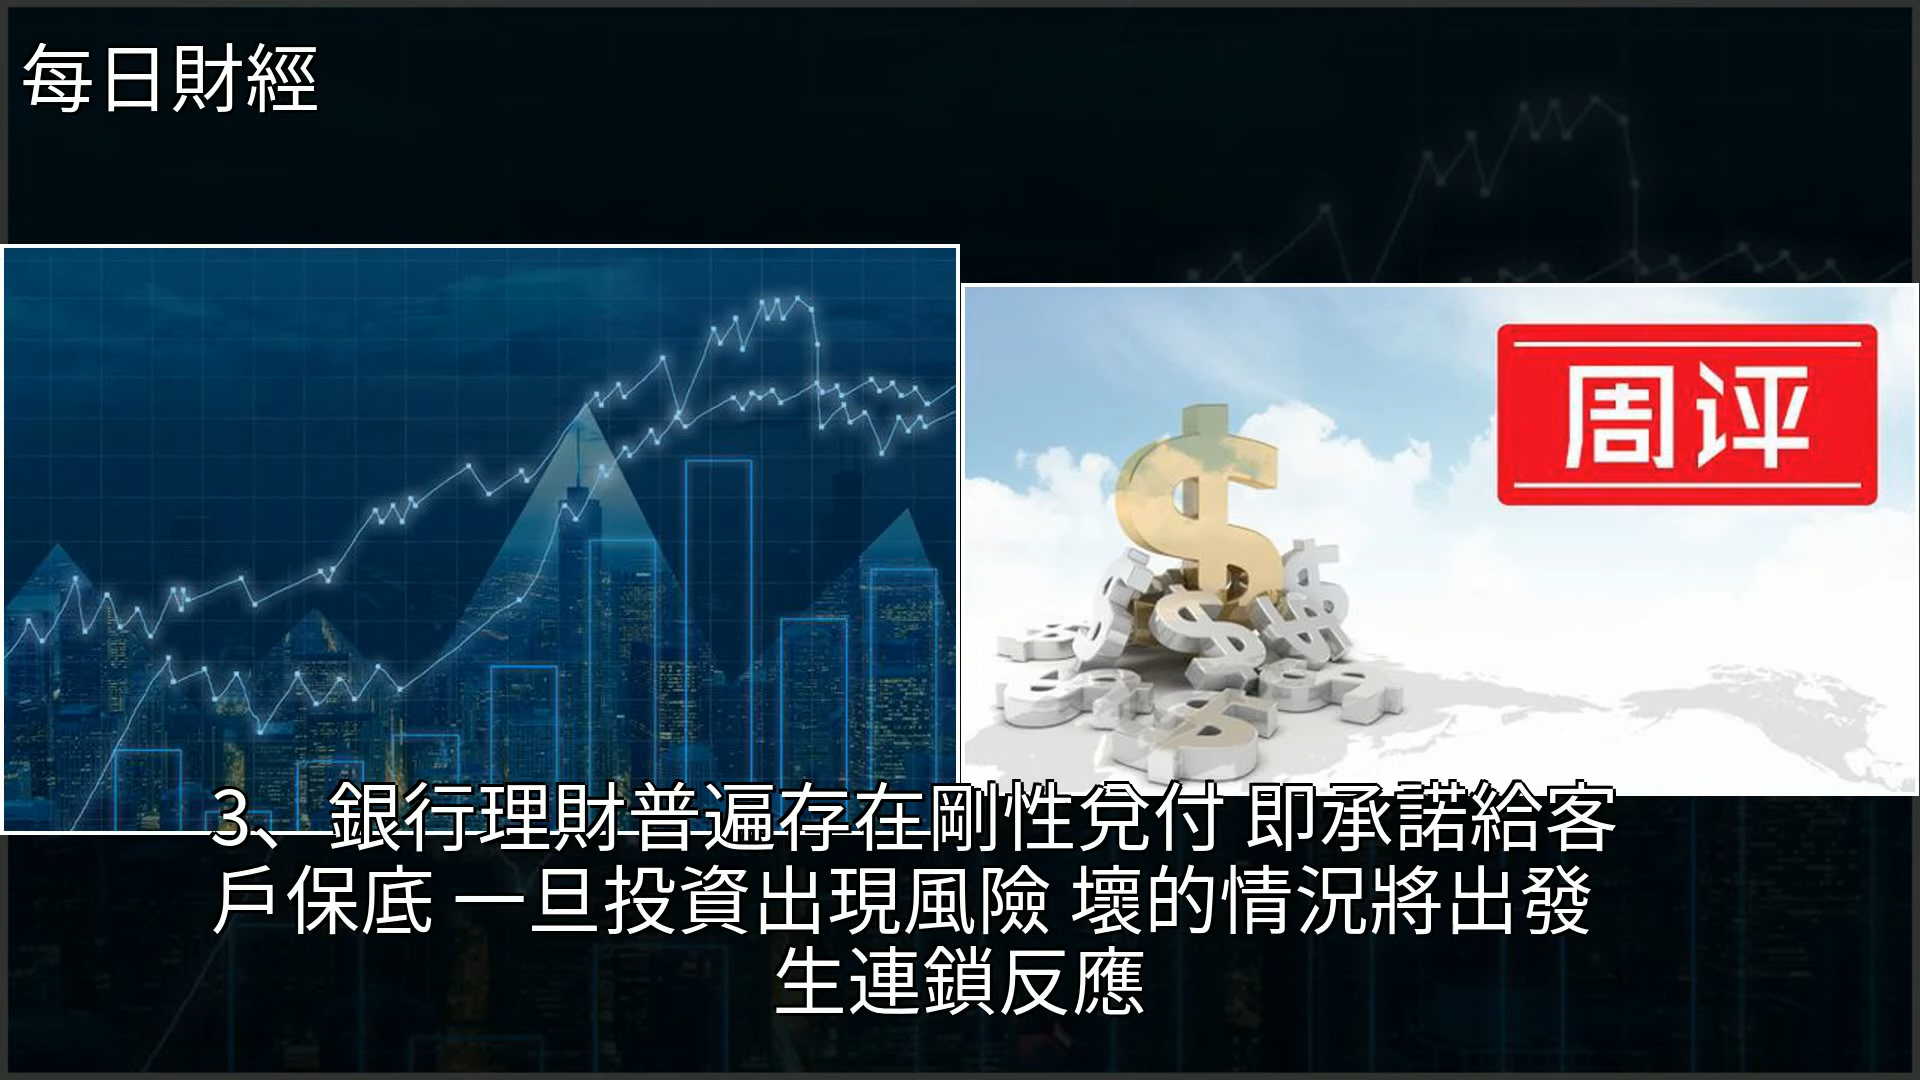 每日財經
周评
3、銀行理財普遍存在剛性兌付 即承諾給客
戶保底 一旦投資出現風險 壞的情況將出發
生連鎖反應